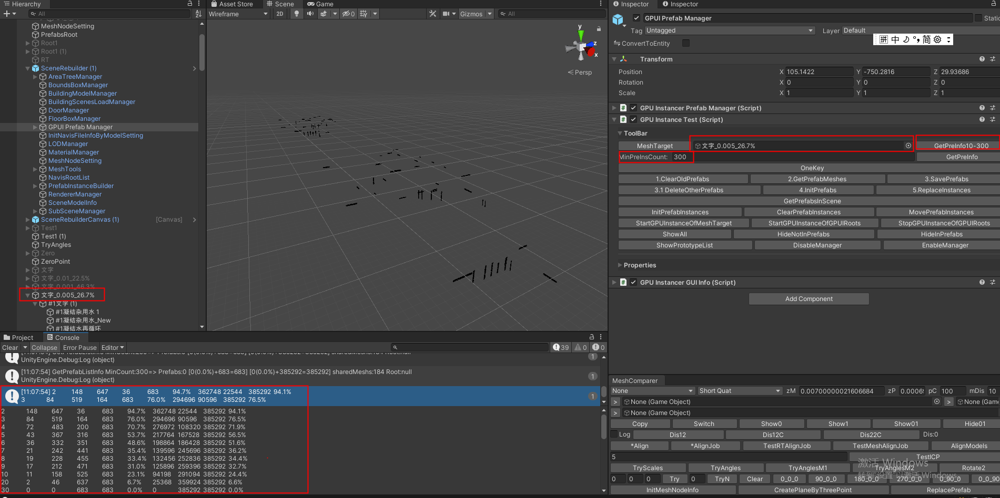 Hierarchy
All
MeshNodeSetting
PrefabsRoot
Root1
Root1 (1)
RT
SceneRebuilder (1)
AreaTreeManager
BoundsBoxManager
BuildingModelManager
BuildingScenesLoadManager
DoorManager
FloorBoxManager
GPUI Prefab Manager
InitNavisFileInfoByModelSetting
LODManager
MaterialManager
MeshNodeSetting
MeshTools
NavisRootList
PrefabInstanceBuilder
RendererManager
SceneModelInfo
SubSceneManager
SceneRebuilderCanvas (1) [Canvas]
Test1
Test1 (1)
TryAngles
Zero
ZeroPoint
文字
文字_0.01_22.5%
文字_0.001_46.3%
文字_0.005_26.7%
#1文字 (1)
#1凝结杂用水 1
#1凝结杂用水_New
#1凝结水再循环
Asset Store Scene Game
Wireframe 2D 0 Gizmos All
y
z
x
Persp
Inspector Inspector
GPUI Prefab Manager Static
Tag Untagged Layer Default
拼 中 简
ConvertToEntity
Transform
Position X 105.1422 Y -750.2816 Z 29.93686
Rotation X 0 Y 0 Z 0
Scale X 1 Y 1 Z 1
# GPU Instancer Prefab Manager (Script)
# GPU Instance Test (Script)
ToolBar
MeshTarget 文字_0.005_26.7% GetPreInfo10-300
MinPreInsCount: 300 GetPreInfo
OneKey
1.ClearOldPrefabs 2.GetPrefabMeshes 3.SavePrefabs
3.1 DeleteOtherPrefabs 4.InitPrefabs 5.ReplaceInstances
GetPrefabsInScene
InitPrefabInstances ClearPrefabInstances MovePrefabInstances
StartGPUInstanceOfMeshTarget StartGPUInstanceOfGPUIRoots StopGPUInstanceOfGPUIRoots
ShowAll HideNotInPrefabs HideInPrefabs
ShowPrototypeList DisableManager EnableManager
Properties
# GPU Instancer GUI Info (Script)
Add Component
Project Console
Clear Collapse Error Pause Editor 39 0 0
UnityEngine.Debug:Log (object) 1
[11:07:54] GetPrefabListInfo MinCount:300=> Prefabs:0 [0(0.0%)+683=683] [0(0.0%)+385292=385292] sharedMeshs:184 Root:null
UnityEngine.Debug:Log (object) 1
[11:07:54] 2 148 647 36 683 94.7% 362748 22544 385292 94.1%
3 84 519 164 683 76.0% 294696 90596 385292 76.5% 1
2 148 647 36 683 94.7% 362748 22544 385292 94.1%
3 84 519 164 683 76.0% 294696 90596 385292 76.5%
4 72 483 200 683 70.7% 276972 108320 385292 71.9%
5 43 367 316 683 53.7% 217764 167528 385292 56.5%
6 36 332 351 683 48.6% 198864 186428 385292 51.6%
7 21 242 441 683 35.4% 139596 245696 385292 36.2%
8 19 228 455 683 33.4% 132456 252836 385292 34.4%
9 17 212 471 683 31.0% 125896 259396 385292 32.7%
10 11 158 525 683 23.1% 94198 291094 385292 24.4%
20 2 46 637 683 6.7% 25368 359924 385292 6.6%
30 0 0 683 683 0.0% 0 385292 385292 0.0%
MeshComparer
None Short Quat zM 0.00700000021606684 zP pC 100 mDis 10
> None (Game Object) > None (Game
> None (Game Object)
Copy Switch Show0 Show1 Show01 Hide01
Log Dis12 Dis12C Dis22C Dis:0
*Align *AlignJob TestRTAlignJob TestMeshAlignJob AlignModels
5 TestICP
TryScales TryAngles TryAnglesM1 TryAnglesM2 Rotate2
0 0 0 Try 0 TryN Clear 0_0_0 90_0_0 180_0_0 270_0_0 0_90_0 0_0_90
InitMeshNodeInfo CreatePlaneByThreePoint ReplacePrefab
激活 Windows
转到"设置"以激活 Windows。